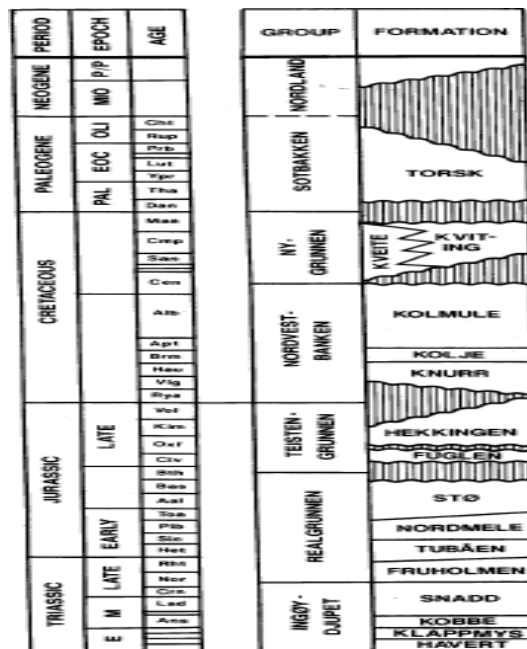 PERIOD EPOCH AGE GROUP FORMATION
NEOGENE
P/P
MIO
PALEOGENE
OLI
EOC
PAL
CRETACEOUS
JURASSIC
LATE
EARLY
TRIASSIC
LATE
M
E
Cht
Rup
Prb
Lut
Ypr
Tha
Dan
Maa
Cmp
San
Cen
Alb
Apt
Brm
Hau
Vlg
Rya
Vol
Kim
Oxf
Clv
Bth
Baj
Aal
Toa
Plb
Sin
Het
Rht
Nor
Crn
Lad
Ans
NORDLAND
SOTBAKKEN
NY-
GRUNNEN
NORDVEST-
BANKEN
TEISTEN-
GRUNNEN
REALGRUNNEN
INGØY-
DJUPET
TORSK
KVEITE
KVIT-
ING
KOLMULE
KOLJE
KNURR
HEKKINGEN
FUGLEN
STØ
NORDMELE
TUBÅEN
FRUHOLMEN
SNADD
KOBBE
KLAPPMYS
HAVERT